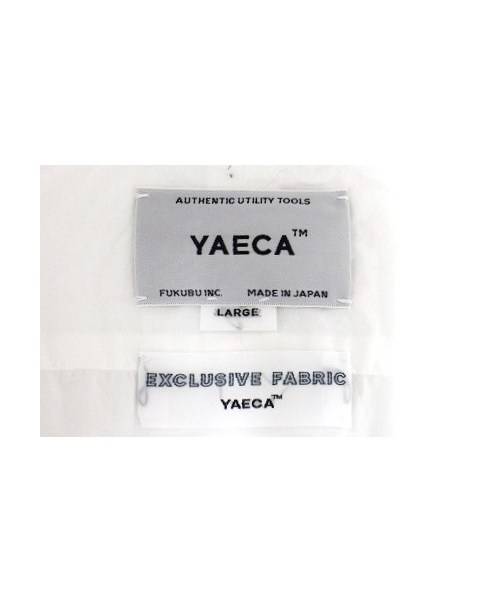 AUTHENTIC UTILITY TOOLS
YAECA™
FUKUBU INC. MADE IN JAPAN
LARGE
EXCLUSIVE FABRIC
YAECA™